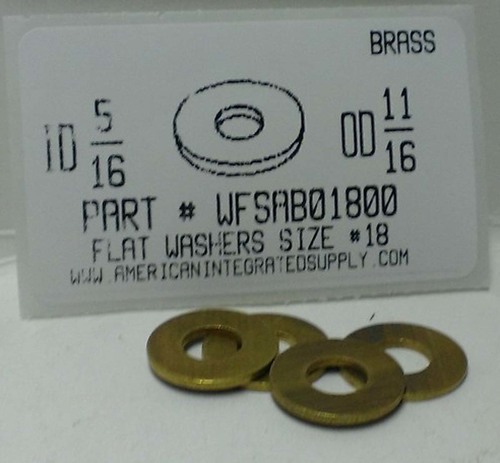 BRASS
ID 5/16
OD 11/16
PART # WFSAB01800
FLAT WASHERS SIZE #18
WWW.AMERICANINTEGRATEDSUPPLY.COM